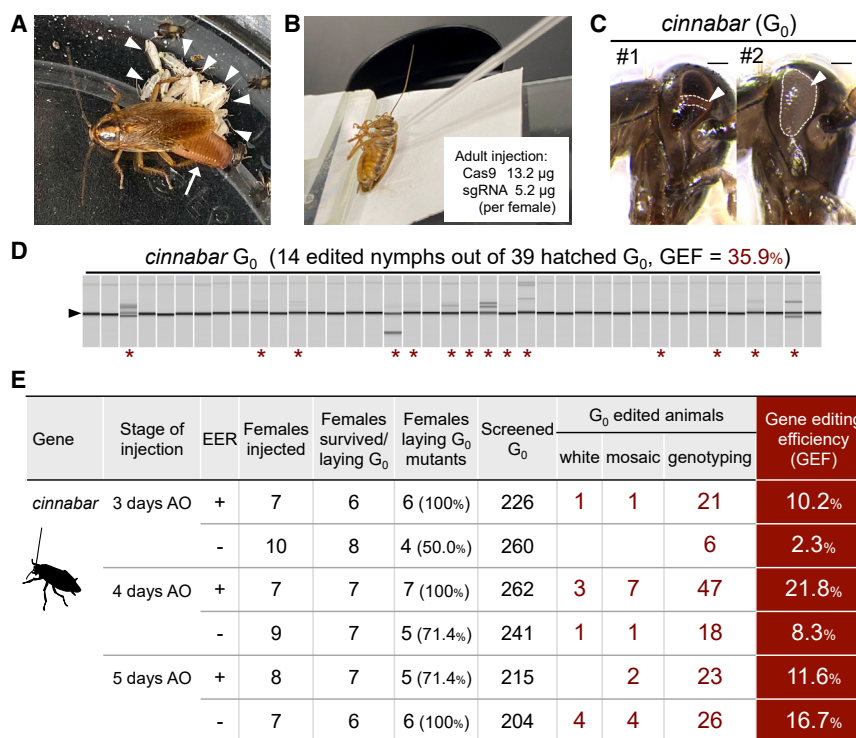 A
B
Adult injection:
Cas9 13.2 µg
sgRNA 5.2 µg
(per female)
C
cinnabar (G0)
#1
#2
D
cinnabar G0 (14 edited nymphs out of 39 hatched G0, GEF = 35.9%)
* * * * * * * * * * * * * *
E
Gene
Stage of injection
EER
Females injected
Females survived/ laying G0
Females laying G0 mutants
Screened G0
G0 edited animals
white mosaic genotyping
Gene editing efficiency (GEF)
cinnabar 3 days AO + 7 6 6 (100%) 226 1 1 21 10.2%
- 10 8 4 (50.0%) 260 6 2.3%
4 days AO + 7 7 7 (100%) 262 3 7 47 21.8%
- 9 7 5 (71.4%) 241 1 1 18 8.3%
5 days AO + 8 7 5 (71.4%) 215 2 23 11.6%
- 7 6 6 (100%) 204 4 4 26 16.7%